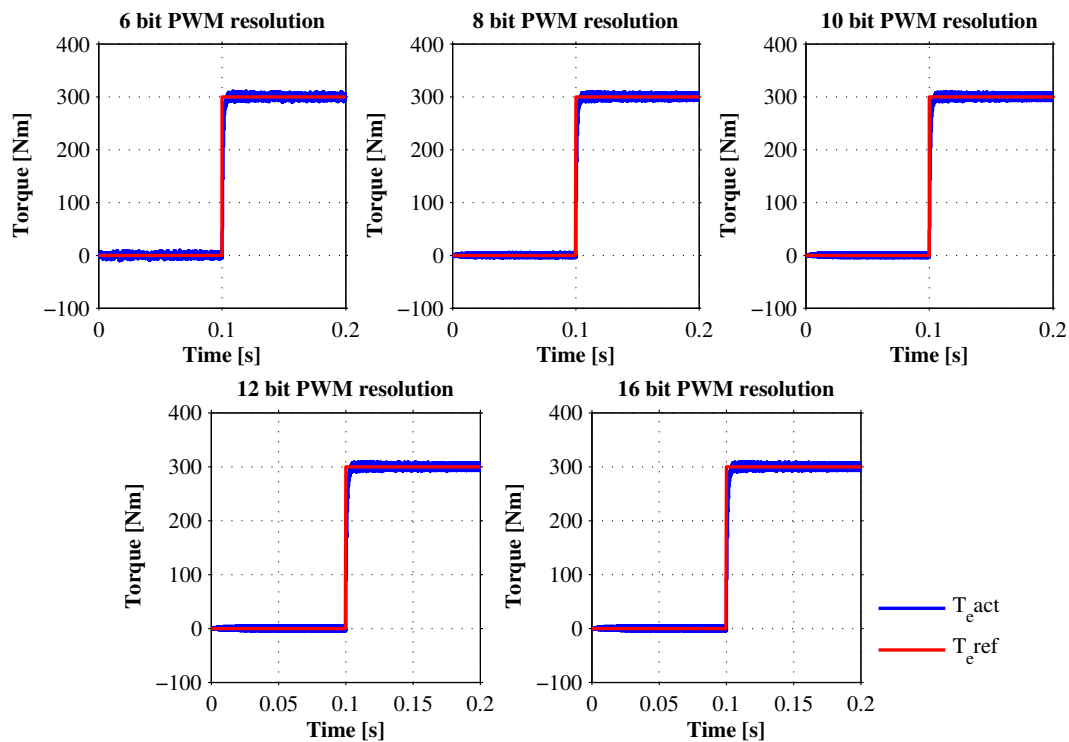 6 bit PWM resolution
400
300
200
100
0
−100
Torque [Nm]
0
0.1
0.2
Time [s]
8 bit PWM resolution
400
300
200
100
0
−100
Torque [Nm]
0
0.1
0.2
Time [s]
10 bit PWM resolution
400
300
200
100
0
−100
Torque [Nm]
0
0.1
0.2
Time [s]
12 bit PWM resolution
400
300
200
100
0
−100
Torque [Nm]
0
0.05
0.1
0.15
0.2
Time [s]
16 bit PWM resolution
400
300
200
100
0
−100
Torque [Nm]
0
0.05
0.1
0.15
0.2
Time [s]
T_eact
T_eref